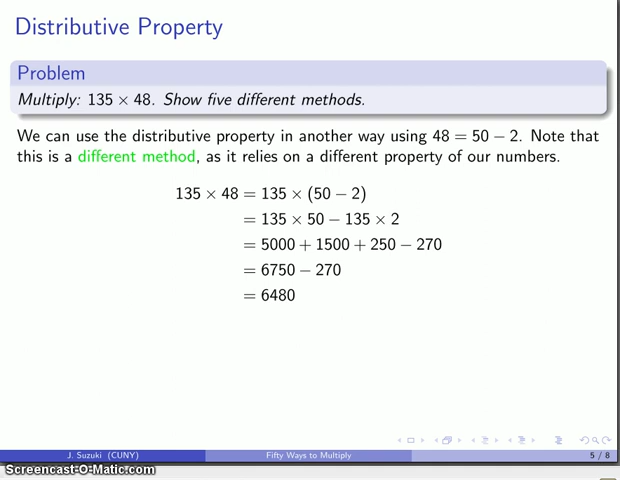 Distributive Property
Problem
Multiply: 135 × 48. Show five different methods.
We can use the distributive property in another way using 48 = 50 − 2. Note that
this is a different method, as it relies on a different property of our numbers.
135 × 48 = 135 × (50 − 2)
= 135 × 50 − 135 × 2
= 5000 + 1500 + 250 − 270
= 6750 − 270
= 6480
J. Suzuki (CUNY) Fifty Ways to Multiply 5 / 8
Screencast-O-Matic.com